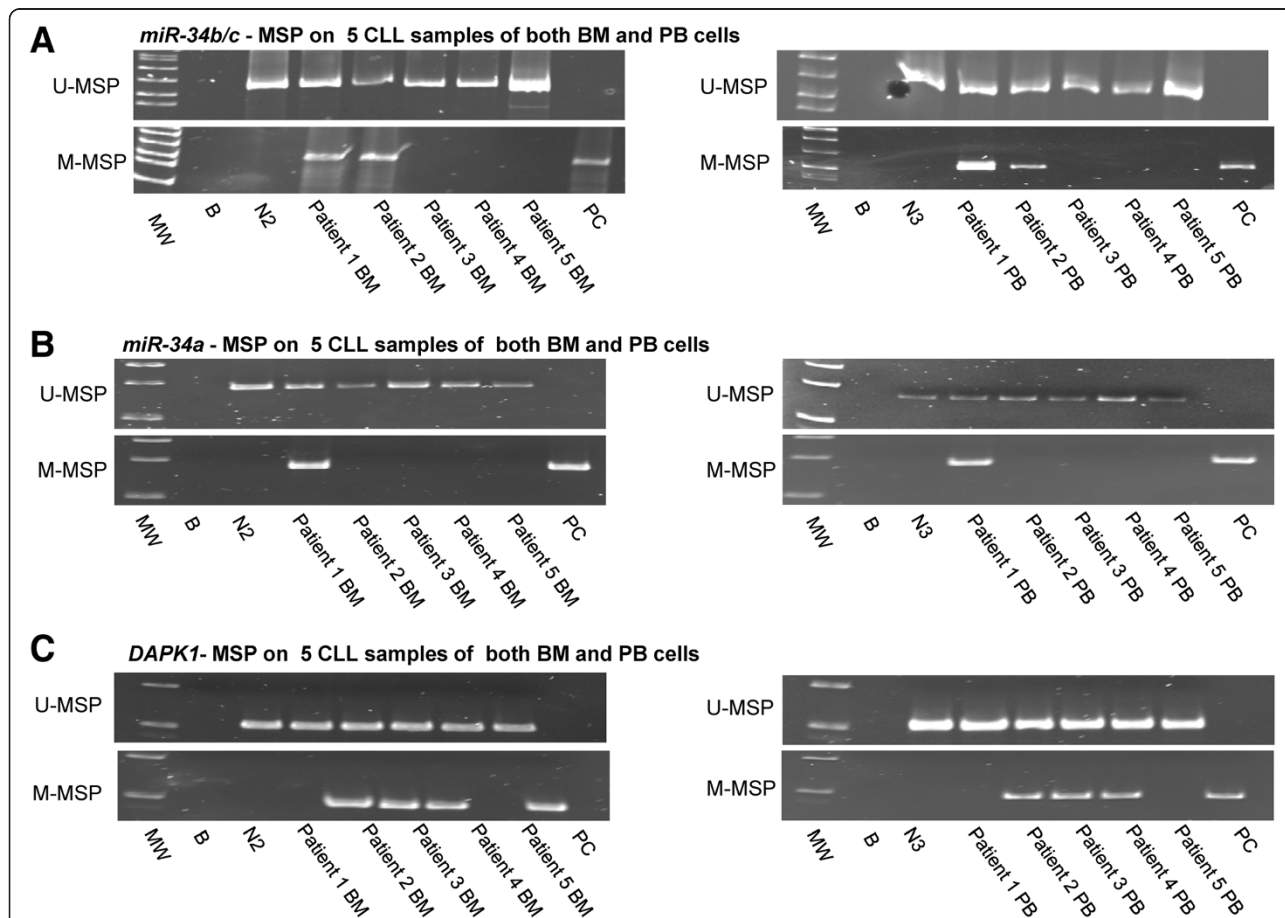 A
miR-34b/c - MSP on 5 CLL samples of both BM and PB cells
U-MSP
M-MSP
MW
B
N2
Patient 1 BM
Patient 2 BM
Patient 3 BM
Patient 4 BM
Patient 5 BM
PC
U-MSP
M-MSP
MW
B
N3
Patient 1 PB
Patient 2 PB
Patient 3 PB
Patient 4 PB
Patient 5 PB
PC
B
miR-34a - MSP on 5 CLL samples of both BM and PB cells
U-MSP
M-MSP
MW
B
N2
Patient 1 BM
Patient 2 BM
Patient 3 BM
Patient 4 BM
Patient 5 BM
PC
U-MSP
M-MSP
MW
B
N3
Patient 1 PB
Patient 2 PB
Patient 3 PB
Patient 4 PB
Patient 5 PB
PC
C
DAPK1- MSP on 5 CLL samples of both BM and PB cells
U-MSP
M-MSP
MW
B
N2
Patient 1 BM
Patient 2 BM
Patient 3 BM
Patient 4 BM
Patient 5 BM
PC
U-MSP
M-MSP
MW
B
N3
Patient 1 PB
Patient 2 PB
Patient 3 PB
Patient 4 PB
Patient 5 PB
PC